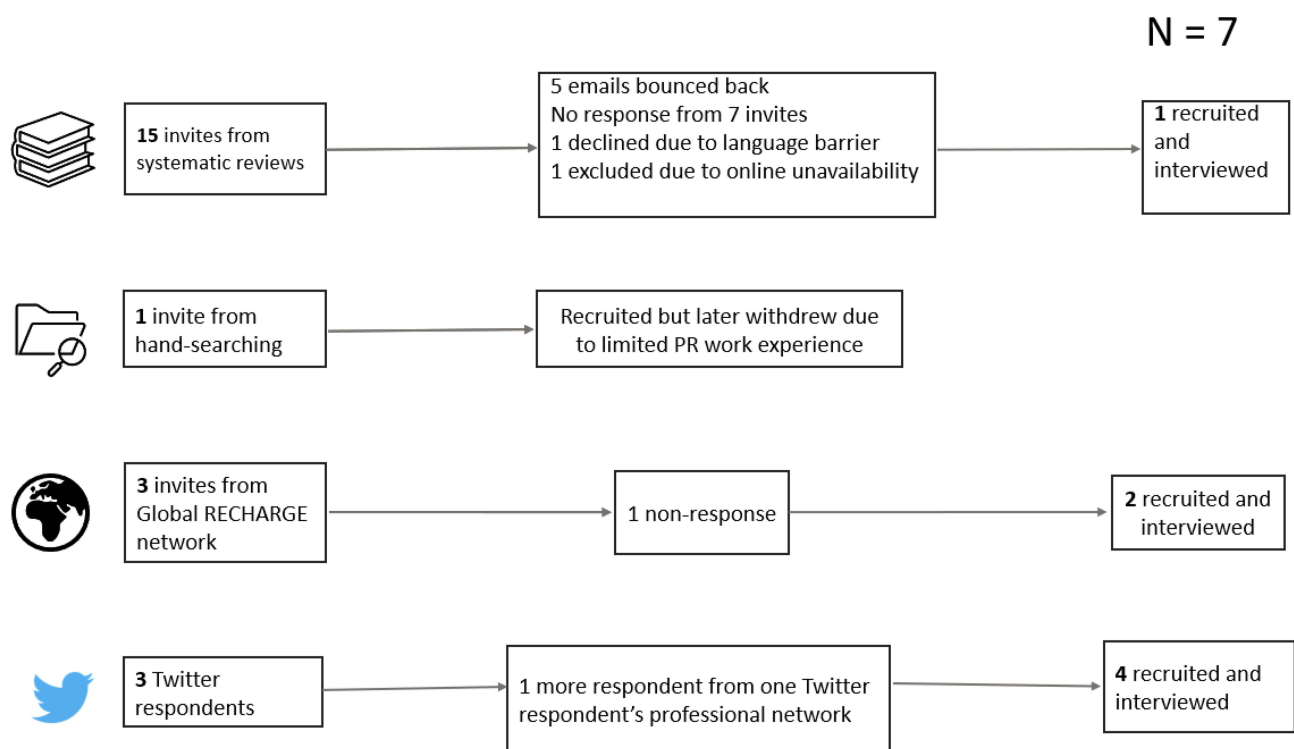 N = 7
15 invites from
systematic reviews
5 emails bounced back
No response from 7 invites
1 declined due to language barrier
1 excluded due to online unavailability
1 recruited
and
interviewed
1 invite from
hand-searching
Recruited but later withdrew due
to limited PR work experience
3 invites from
Global RECHARGE
network
1 non-response
2 recruited and
interviewed
3 Twitter
respondents
1 more respondent from one Twitter
respondent’s professional network
4 recruited and
interviewed